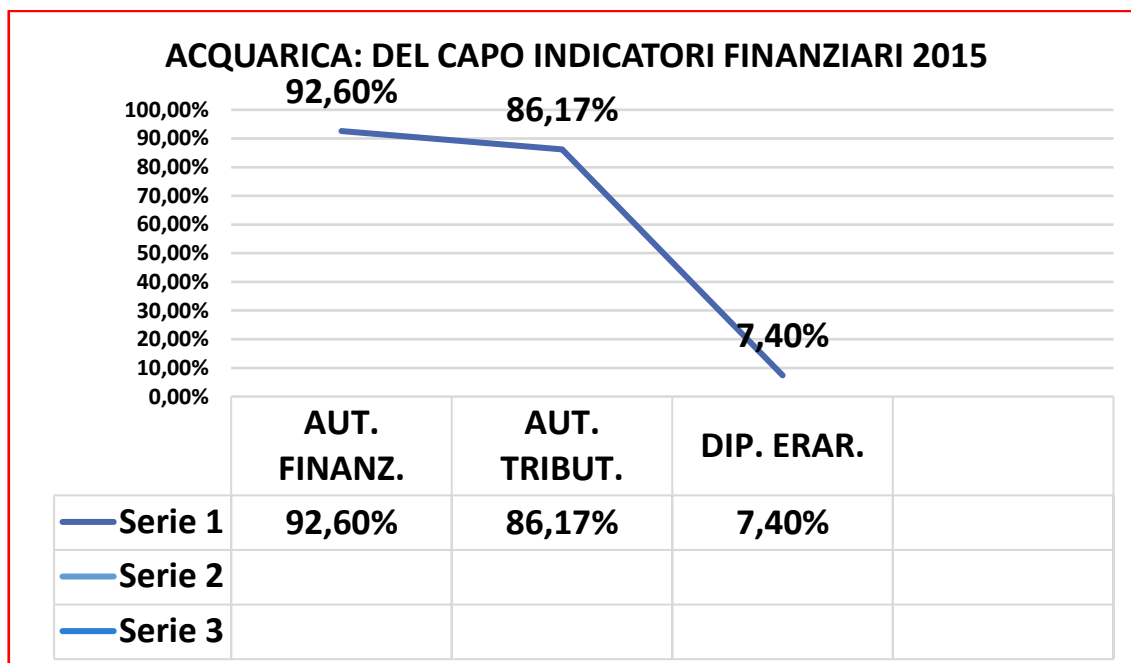 ACQUARICA: DEL CAPO INDICATORI FINANZIARI 2015
92,60%
86,17%
7,40%
100,00%
90,00%
80,00%
70,00%
60,00%
50,00%
40,00%
30,00%
20,00%
10,00%
0,00%
AUT. FINANZ.
AUT. TRIBUT.
DIP. ERAR.
Serie 1 92,60% 86,17% 7,40%
Serie 2
Serie 3